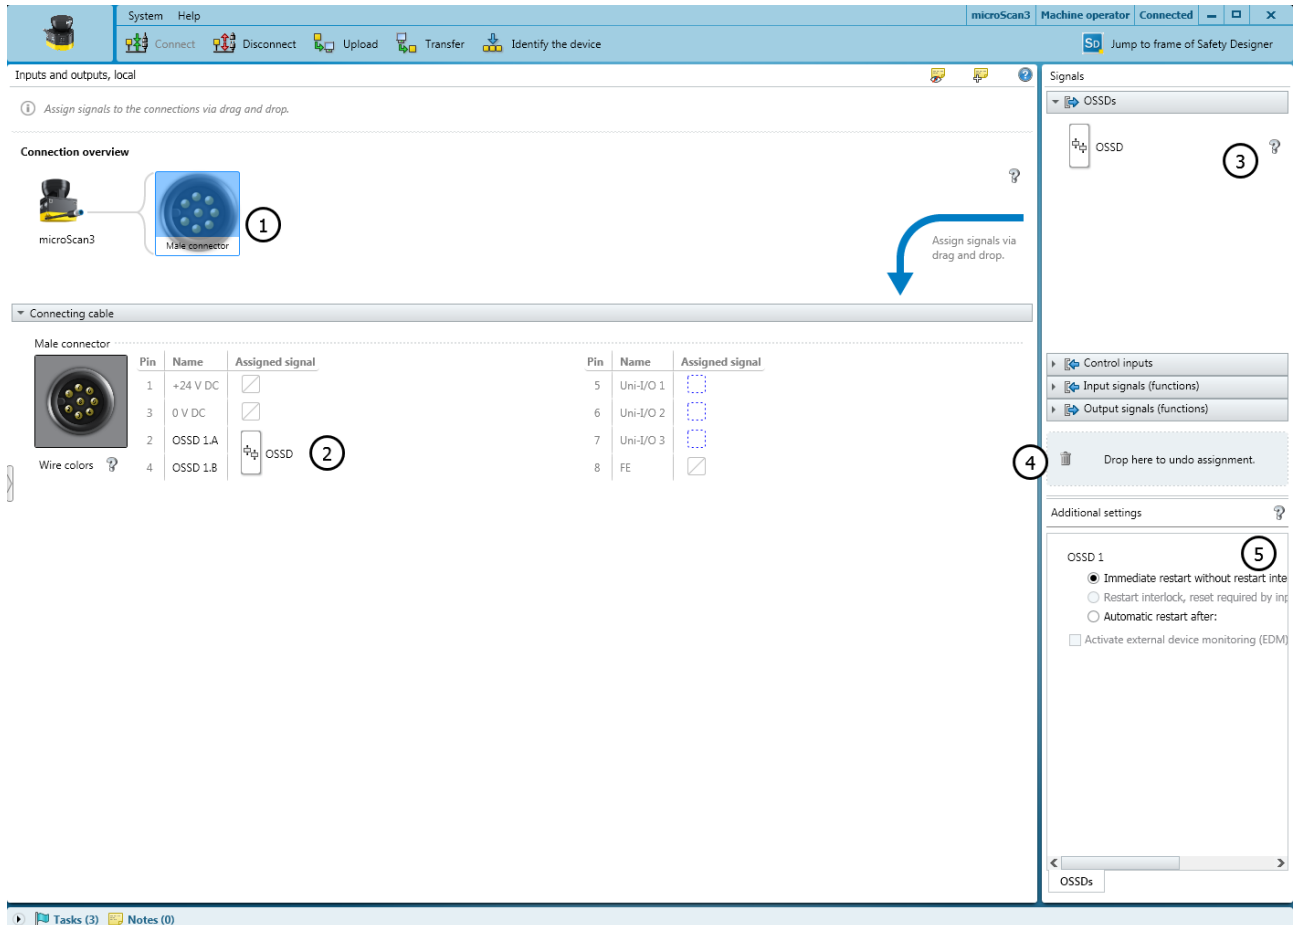 System Help
microScan3 Machine operator Connected
Connect Disconnect Upload Transfer Identify the device
SD Jump to frame of Safety Designer
Inputs and outputs, local
Assign signals to the connections via drag and drop.
Connection overview
microScan3
Male connector
1
Assign signals via
drag and drop.
Connecting cable
Male connector
Pin Name Assigned signal
1 +24 V DC
3 0 V DC
2 OSSD 1.A
4 OSSD 1.B
OSSD
2
Wire colors
Pin Name Assigned signal
5 Uni-I/O 1
6 Uni-I/O 2
7 Uni-I/O 3
8 FE
Signals
OSSDs
OSSD
3
Control inputs
Input signals (functions)
Output signals (functions)
4
Drop here to undo assignment.
Additional settings
5
OSSD 1
Immediate restart without restart inte
Restart interlock, reset required by inp
Automatic restart after:
Activate external device monitoring (EDM)
OSSDs
Tasks (3) Notes (0)